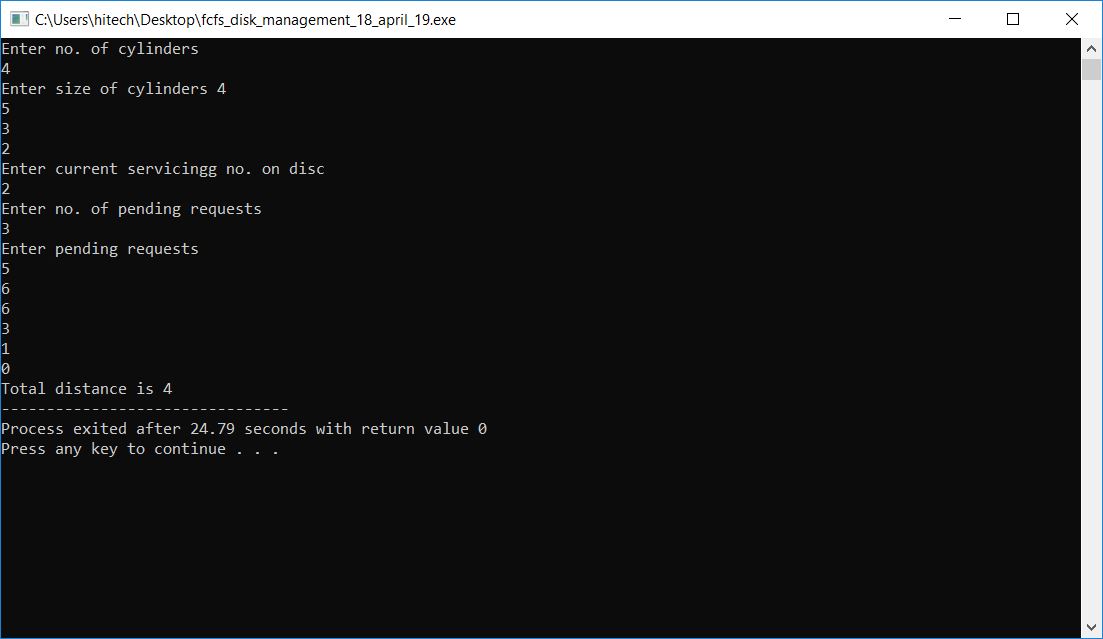 C:\Users\hitech\Desktop\fcfs_disk_management_18_april_19.exe
Enter no. of cylinders
4
Enter size of cylinders 4
5
3
2
Enter current servicingg no. on disc
2
Enter no. of pending requests
3
Enter pending requests
5
6
6
3
1
0
Total distance is 4
--------------------------------
Process exited after 24.79 seconds with return value 0
Press any key to continue . . .